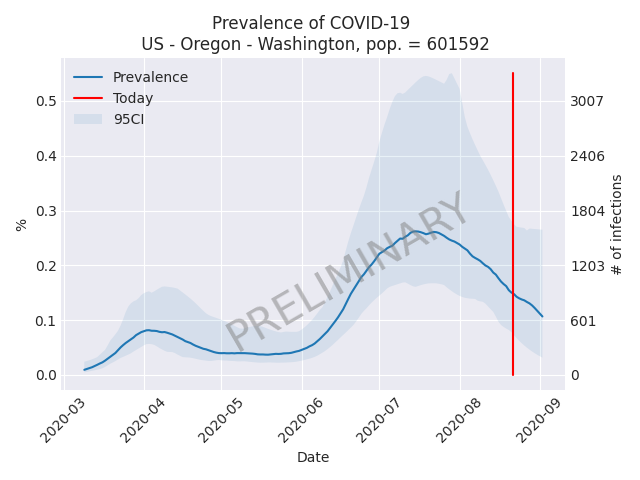 Prevalence of COVID-19
US - Oregon - Washington, pop. = 601592
Prevalence
Today
95CI
PRELIMINARY
%
0.5
0.4
0.3
0.2
0.1
0.0
3007
2406
1804
1203
601
0
# of infections
2020-03
2020-04
2020-05
2020-06
2020-07
2020-08
2020-09
Date